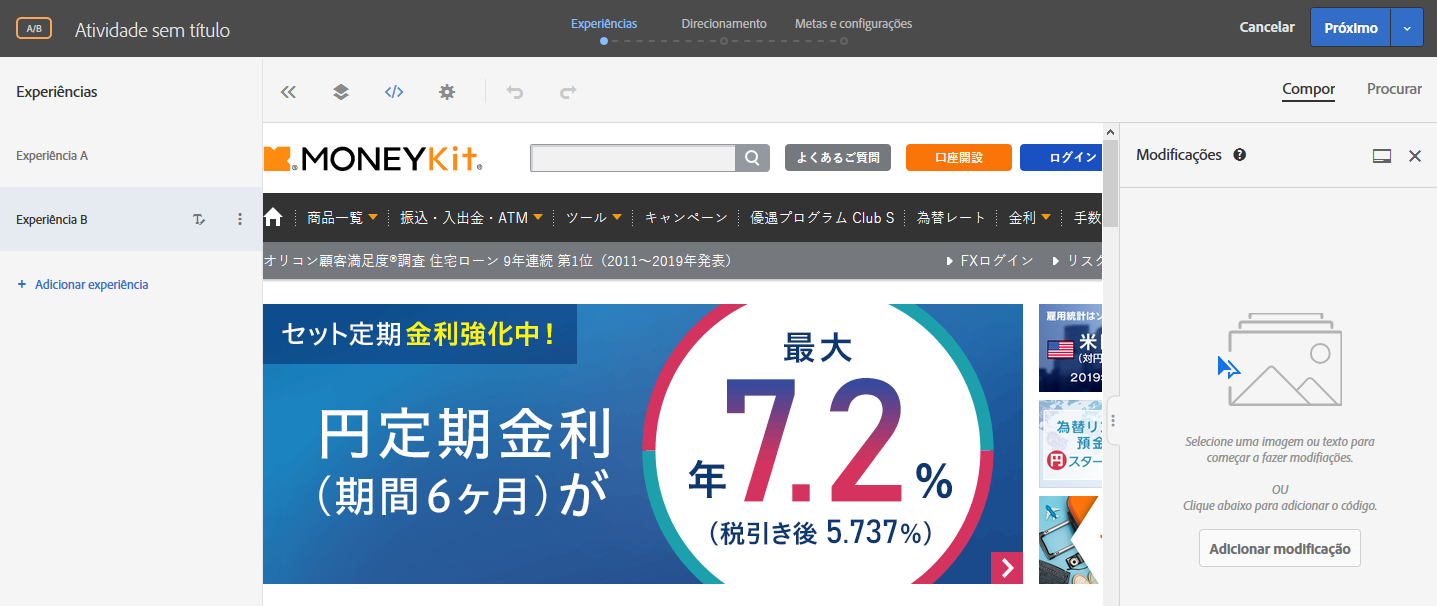 A/B
Atividade sem título
Experiências
Direcionamento
Metas e configurações
Cancelar
Próximo
Experiências
Experiência A
Experiência B
+ Adicionar experiência
</>
Compor
Procurar
MONEYKit
よくあるご質問
口座開設
ログイン
商品一覧
振込・入出金・ATM
ツール
キャンペーン
優遇プログラム Club S
為替レート
金利
手数
オリコン顧客満足度®調査 住宅ローン 9年連続 第1位（2011～2019年発表）
FXログイン
リスク
セット定期 金利強化中！
円定期金利
（期間6ヶ月）が
最大
年7.2%
（税引き後 5.737%）
雇用統計は
米
（対円
2019
為替リ
預金
円スター
Modificações
Selecione uma imagem ou texto para
começar a fazer modifiações.
OU
Clique abaixo para adicionar o código.
Adicionar modificação